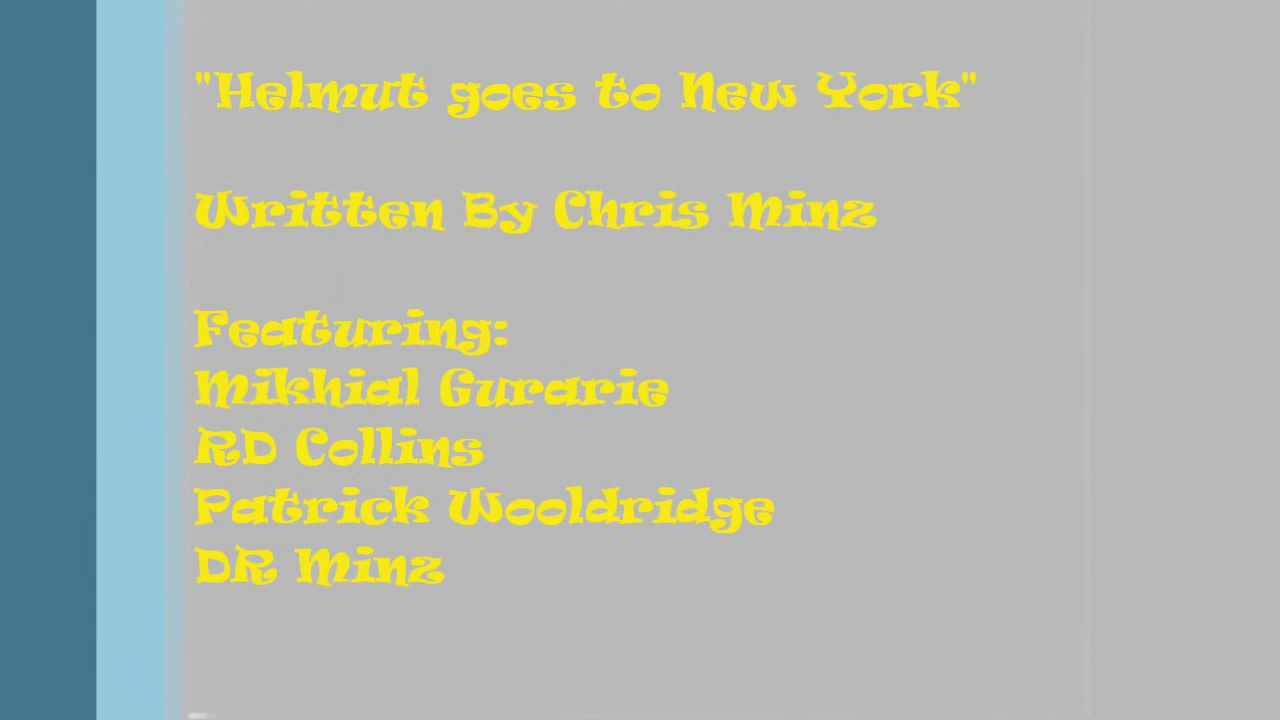 "Helmut goes to New York"
Written By Chris Minz
Featuring:
Mikhial Gurarie
RD Collins
Patrick Wooldridge
DR Minz